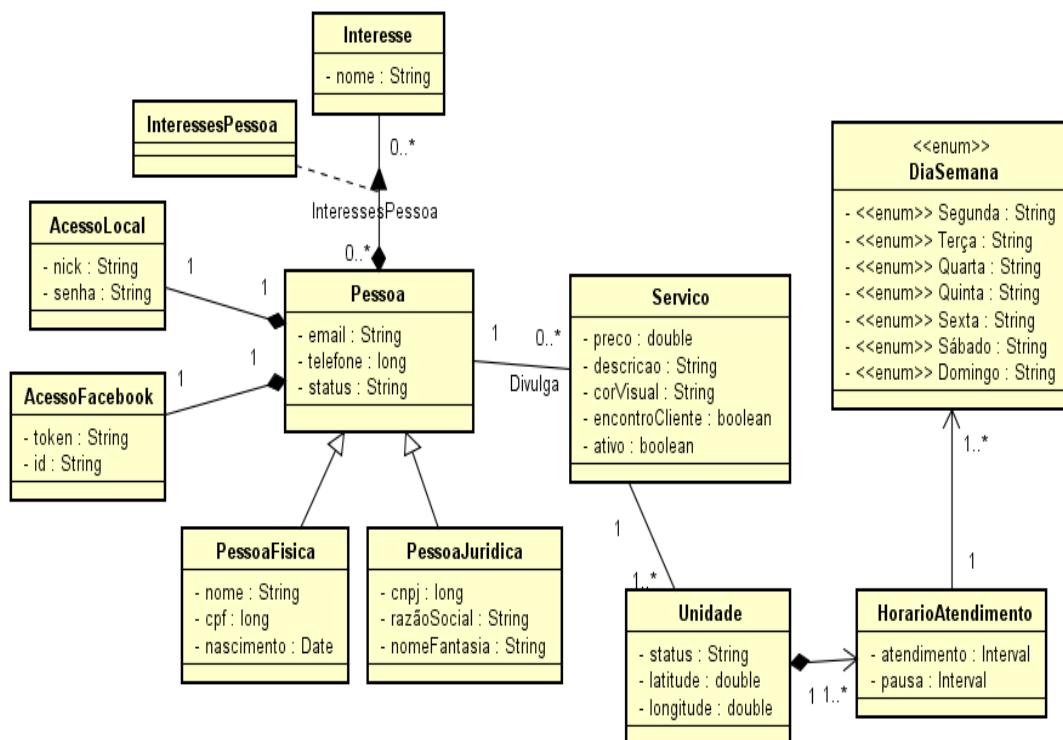 Interesse
- nome : String
InteressesPessoa
0..*
InteressesPessoa
0..*
AcessoLocal
- nick : String
- senha : String
1
1
AcessoFacebook
- token : String
- id : String
1
1
Pessoa
- email : String
- telefone : long
- status : String
1
0..*
Divulga
Servico
- preco : double
- descricao : String
- corVisual : String
- encontroCliente : boolean
- ativo : boolean
<<enum>>
DiaSemana
- <<enum>> Segunda : String
- <<enum>> Terça : String
- <<enum>> Quarta : String
- <<enum>> Quinta : String
- <<enum>> Sexta : String
- <<enum>> Sábado : String
- <<enum>> Domingo : String
1..*
1
PessoaFisica
- nome : String
- cpf : long
- nascimento : Date
PessoaJuridica
- cnpj : long
- razãoSocial : String
- nomeFantasia : String
1
1..*
Unidade
- status : String
- latitude : double
- longitude : double
1
1..*
HorarioAtendimento
- atendimento : Interval
- pausa : Interval